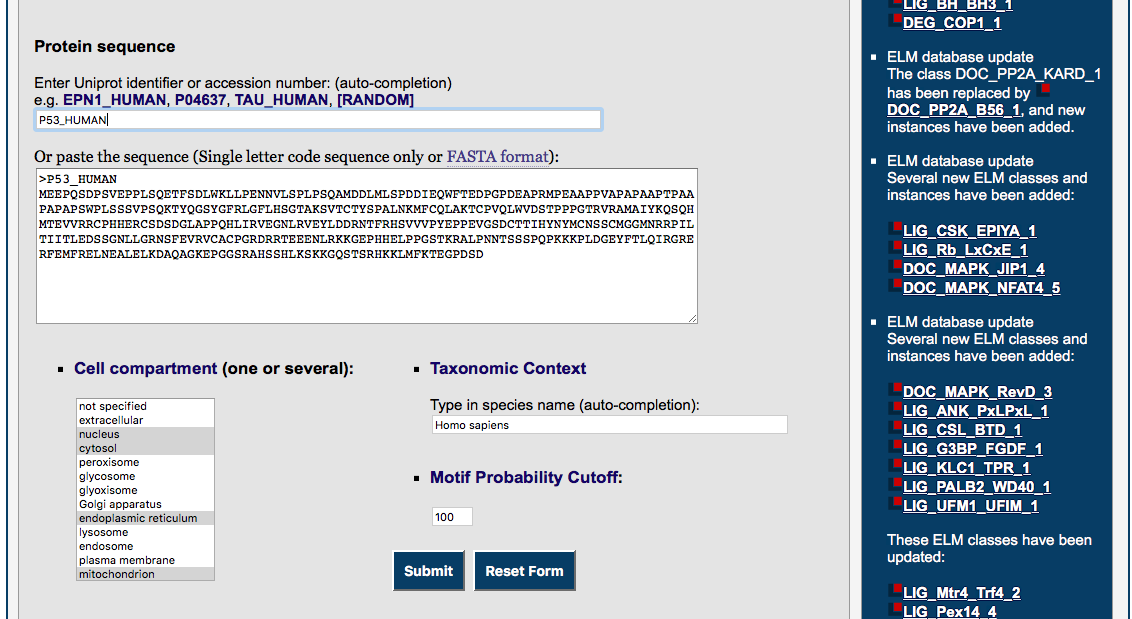 Protein sequence
Enter Uniprot identifier or accession number: (auto-completion)
e.g. EPN1_HUMAN, P04637, TAU_HUMAN, [RANDOM]
P53_HUMAN
Or paste the sequence (Single letter code sequence only or FASTA format):
>P53_HUMAN
MEEPQSDPSVEPPLSQETFSDLWKLLPENNVLSPLPSQAMDDLMLSPDDIEQWFTEDPGPDEAPRMPEAAPPVAPAPAAPTPAA
PAPAPSWPLSSSVPSQKTYQGSYGFRLGFLHSGTAKSVTCTYSPALNKMFCQLAKTCPVQLWVDSTPPPGTRVRAMAIYKQSQH
MTEVVRRCPHHERCSDSDGLAPPQHLIRVEGNLRVEYLDDRNTFRHSVVVPYEPPEVGSDCTTIHYNYMCNSSCMGGMNRRPIL
TIITLEDSSGNLLGRNSFEVRVCACPGRDRRTEEENLRKKGEPHHELPPGSTKRALPNNTSSSPQPKKKPLDGEYFTLQIRGRE
RFEMFRELNEALELKDAQAGKEPGGSRAHSSHLKSKKGQSTSRHKKLMFKTEGPDSD
Cell compartment (one or several):
not specified
extracellular
nucleus
cytosol
peroxisome
glycosome
glyoxisome
Golgi apparatus
endoplasmic reticulum
lysosome
endosome
plasma membrane
mitochondrion
Taxonomic Context
Type in species name (auto-completion):
Homo sapiens
Motif Probability Cutoff:
100
Submit
Reset Form
LIG_BH_BH3_1
DEG_COP1_1
ELM database update
The class DOC_PP2A_KARD_1
has been replaced by
DOC_PP2A_B56_1, and new
instances have been added.
ELM database update
Several new ELM classes and
instances have been added:
LIG_CSK_EPIYA_1
LIG_Rb_LxCxE_1
DOC_MAPK_JIP1_4
DOC_MAPK_NFAT4_5
ELM database update
Several new ELM classes and
instances have been added:
DOC_MAPK_RevD_3
LIG_ANK_PxLPxL_1
LIG_CSL_BTD_1
LIG_G3BP_FGDF_1
LIG_KLC1_TPR_1
LIG_PALB2_WD40_1
LIG_UFM1_UFIM_1
These ELM classes have been
updated:
LIG_Mtr4_Trf4_2
LIG_Pex14_4